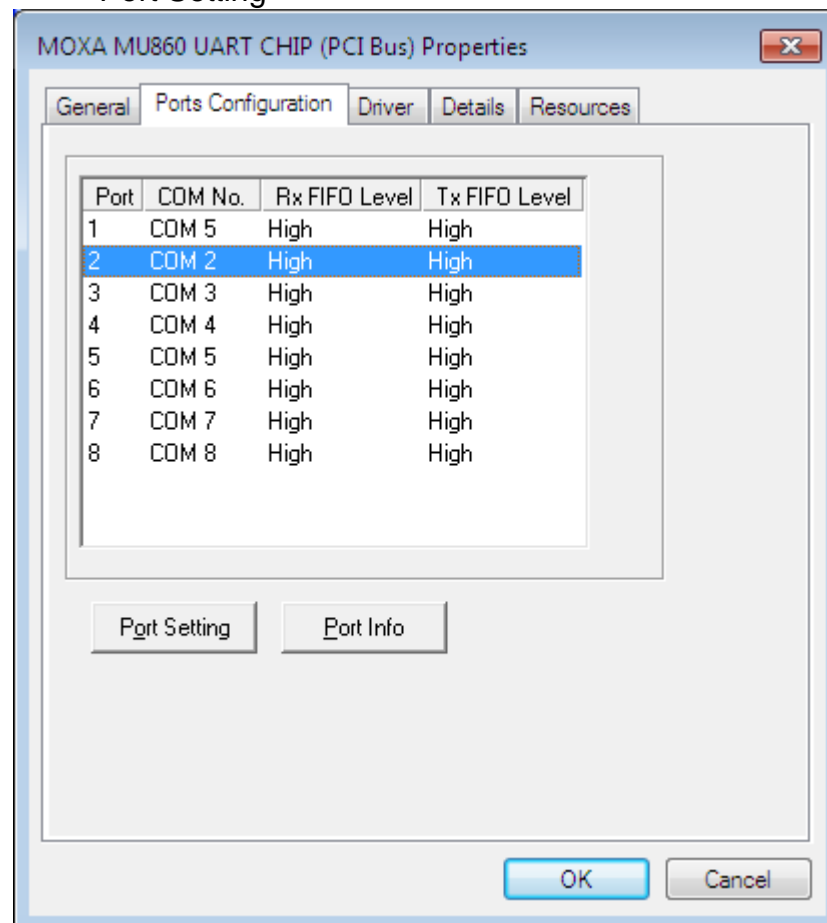 Port Setting
MOXA MU860 UART CHIP (PCI Bus) Properties
General Ports Configuration Driver Details Resources
Port COM No. Rx FIFO Level Tx FIFO Level
1 COM 5 High High
2 COM 2 High High
3 COM 3 High High
4 COM 4 High High
5 COM 5 High High
6 COM 6 High High
7 COM 7 High High
8 COM 8 High High
Port Setting Port Info
OK Cancel